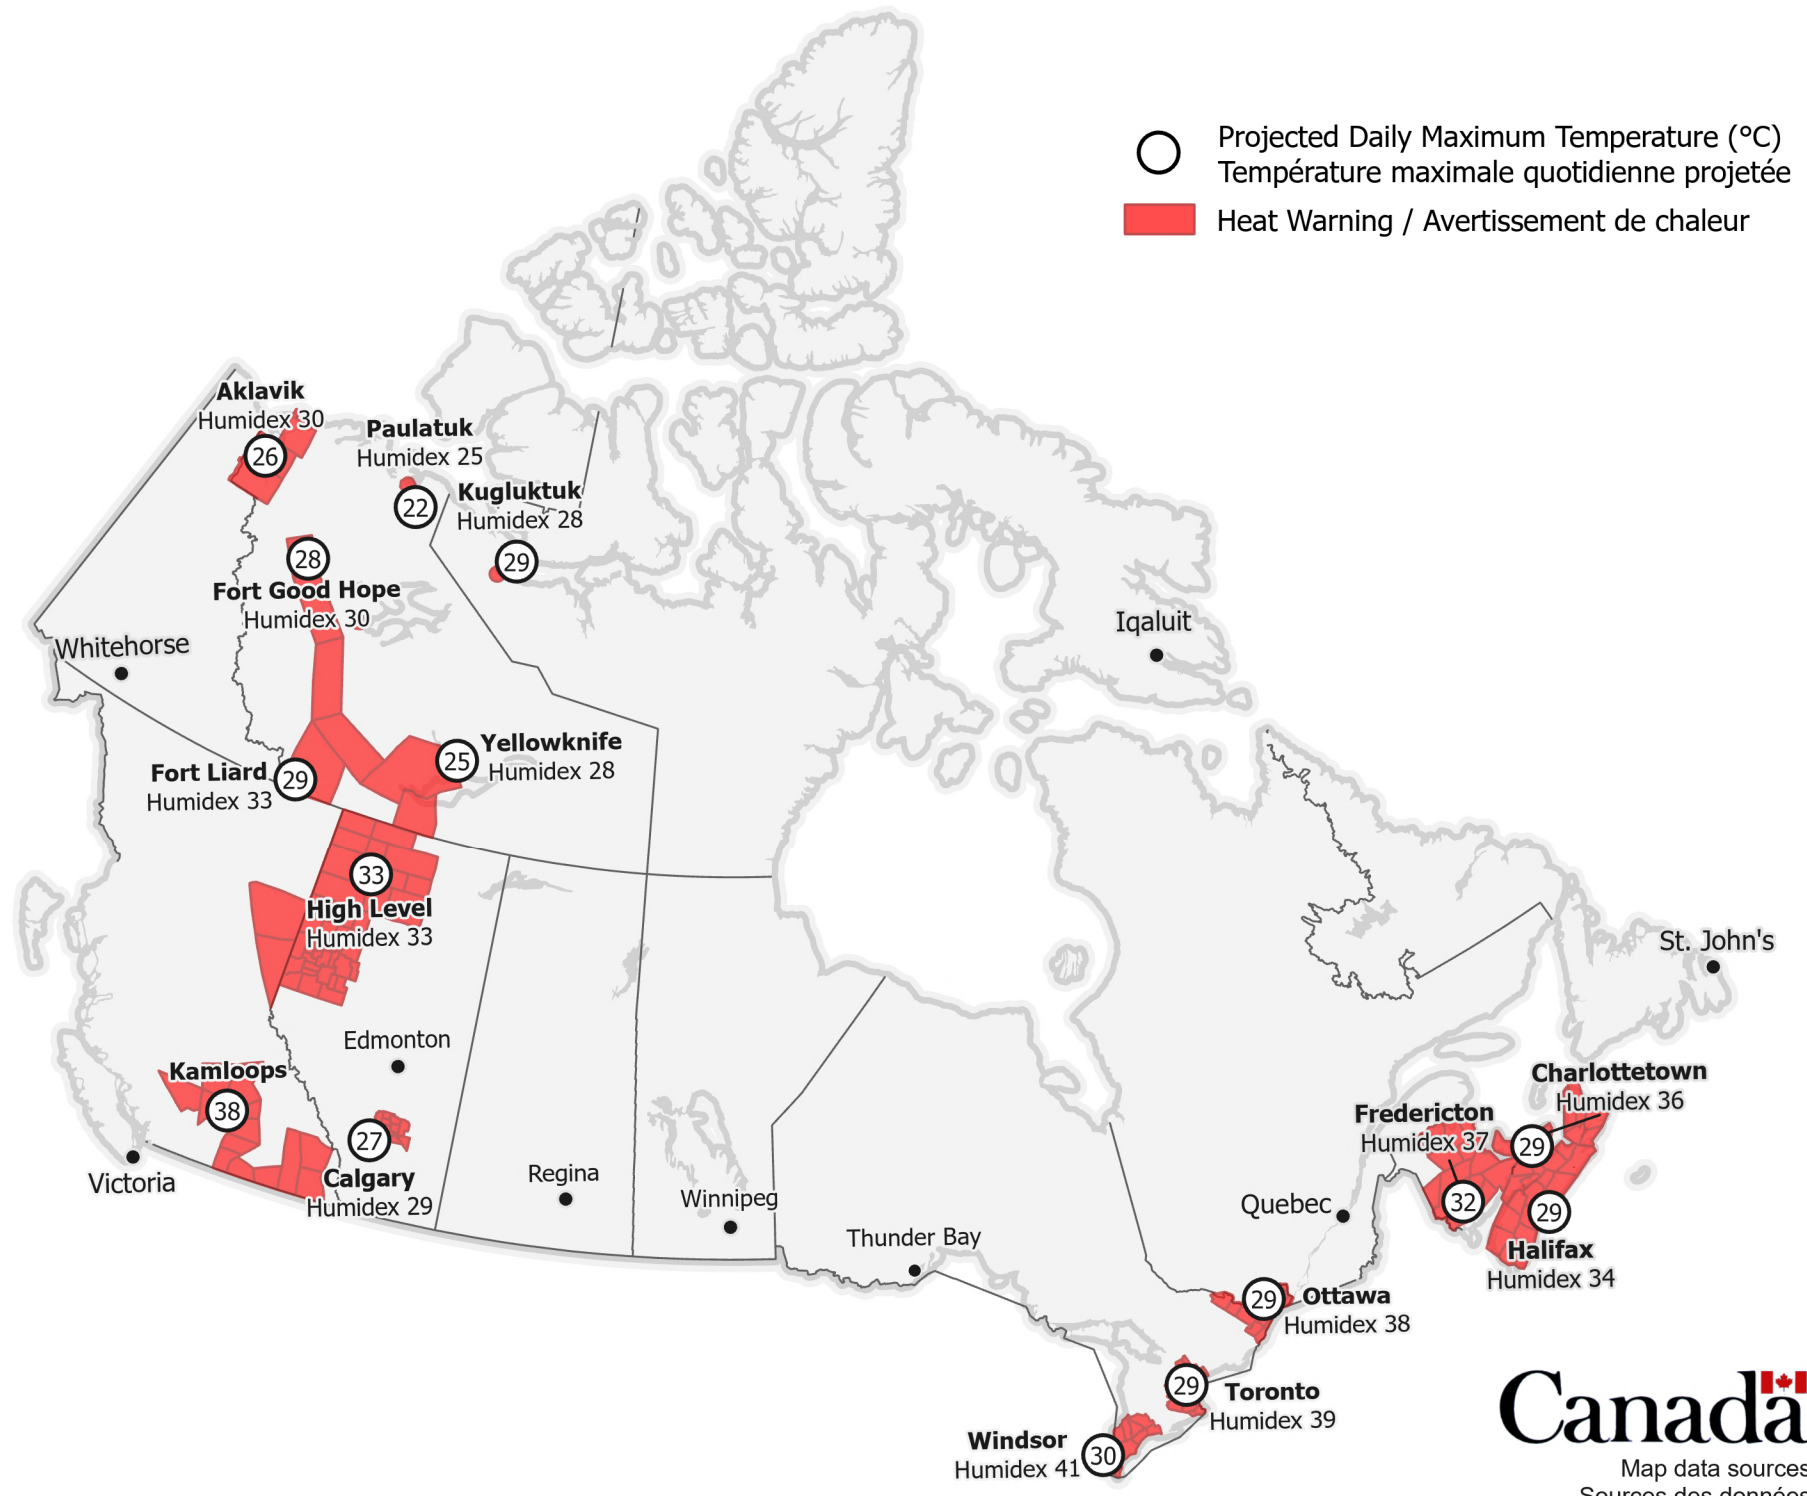 Projected Daily Maximum Temperature (°C)
Température maximale quotidienne projetée
Heat Warning / Avertissement de chaleur
Aklavik
Humidex 30
26
Paulatuk
Humidex 25
22
Kugluktuk
Humidex 28
29
28
Fort Good Hope
Humidex 30
Iqaluit
Whitehorse
Yellowknife
Humidex 28
25
Fort Liard
Humidex 33
29
33
High Level
Humidex 33
St. John's
Edmonton
Kamloops
38
27
Calgary
Humidex 29
Victoria
Regina
Winnipeg
Thunder Bay
Quebec
Charlottetown
Humidex 36
29
Fredericton
Humidex 37
32
29
Halifax
Humidex 34
29
Ottawa
Humidex 38
29
Toronto
Humidex 39
Windsor
Humidex 41
30
Canada
Map data sources
Sources des données